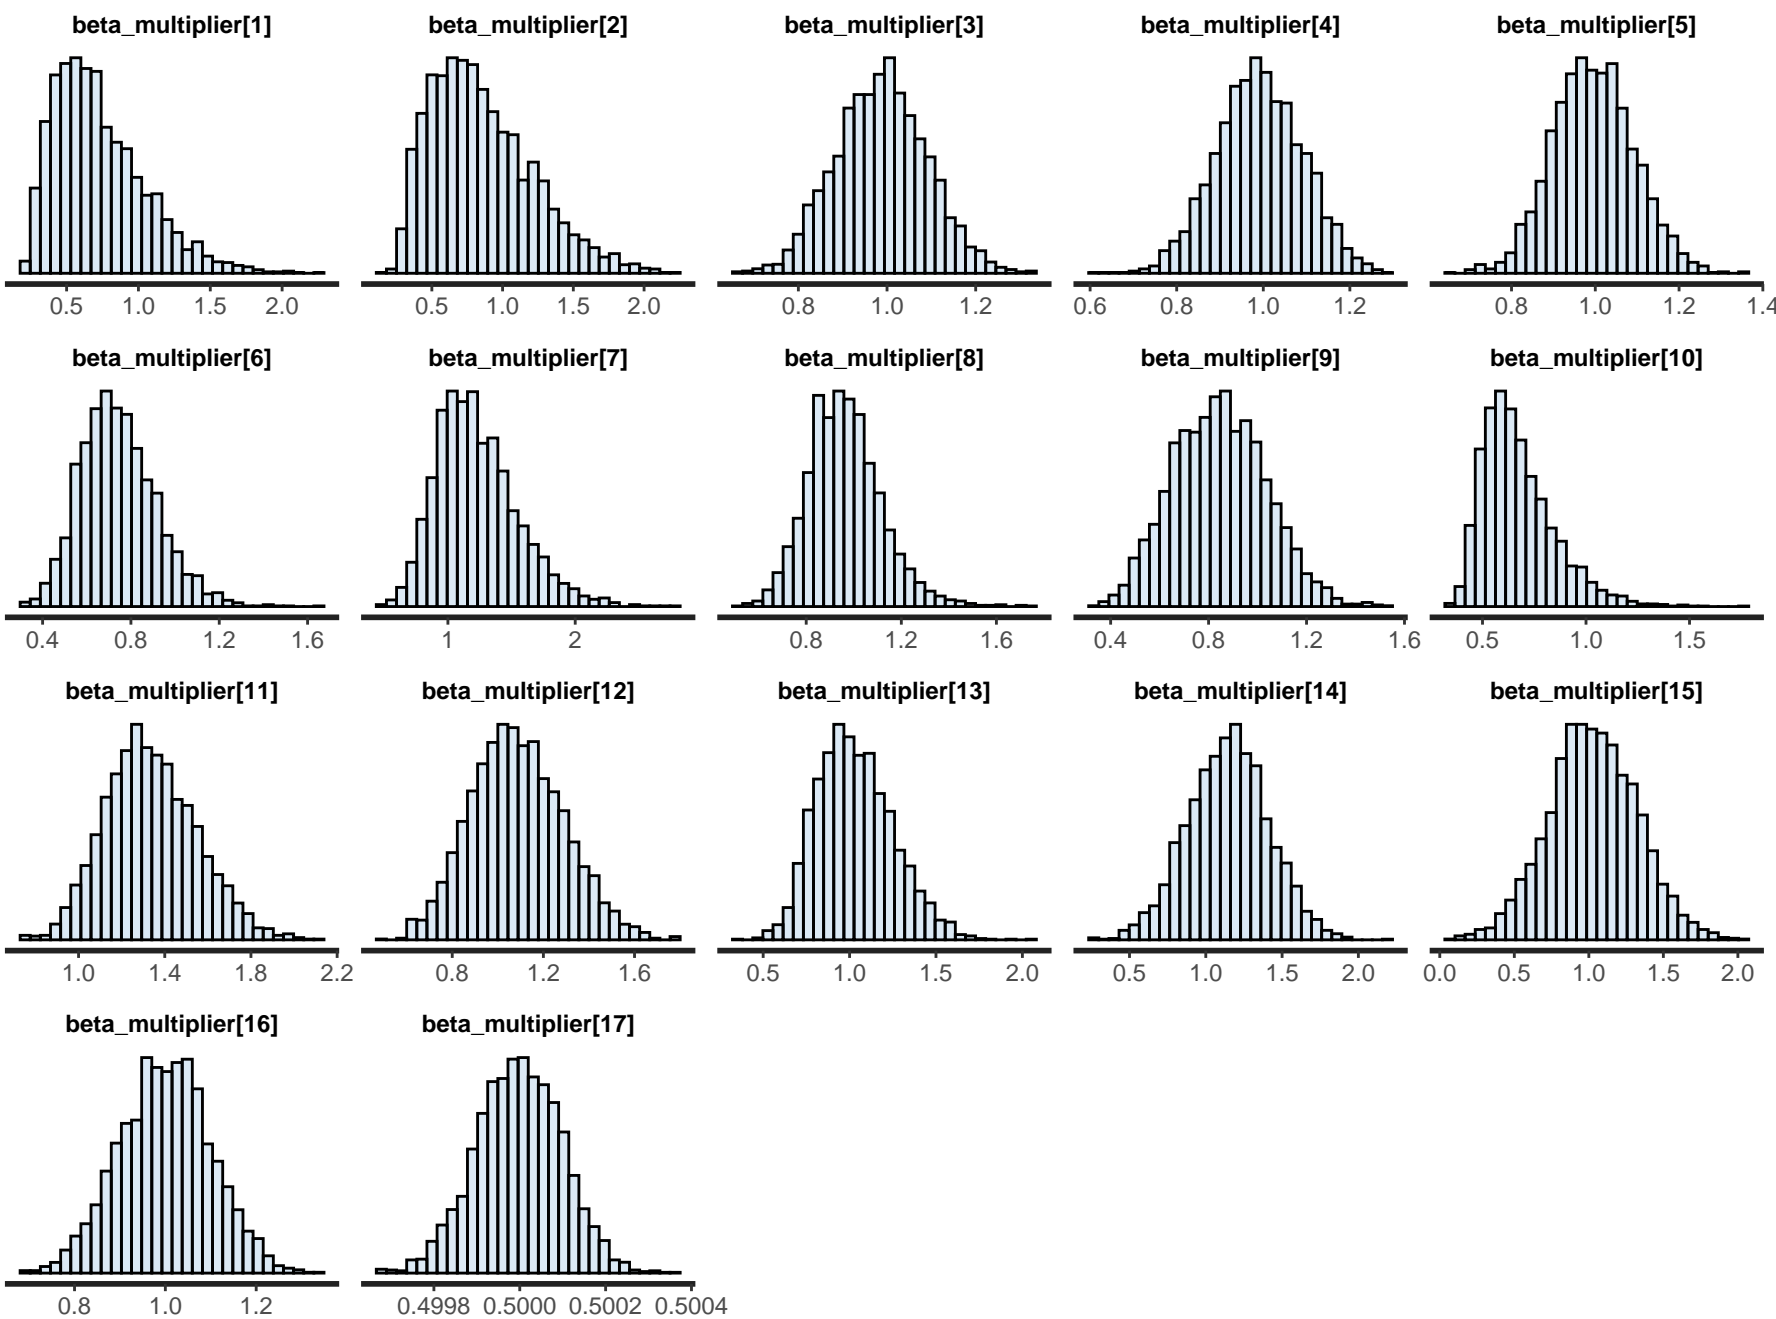 beta_multiplier[1] beta_multiplier[2] beta_multiplier[3] beta_multiplier[4] beta_multiplier[5]
0.5 1.0 1.5 2.0 0.5 1.0 1.5 2.0 0.8 1.0 1.2 0.6 0.8 1.0 1.2 0.8 1.0 1.2 1.4
beta_multiplier[6] beta_multiplier[7] beta_multiplier[8] beta_multiplier[9] beta_multiplier[10]
0.4 0.8 1.2 1.6 1 2 0.8 1.2 1.6 0.4 0.8 1.2 1.6 0.5 1.0 1.5
beta_multiplier[11] beta_multiplier[12] beta_multiplier[13] beta_multiplier[14] beta_multiplier[15]
1.0 1.4 1.8 2.2 0.8 1.2 1.6 0.5 1.0 1.5 2.0 0.5 1.0 1.5 2.0 0.0 0.5 1.0 1.5 2.0
beta_multiplier[16] beta_multiplier[17]
0.8 1.0 1.2 0.4998 0.5000 0.5002 0.5004